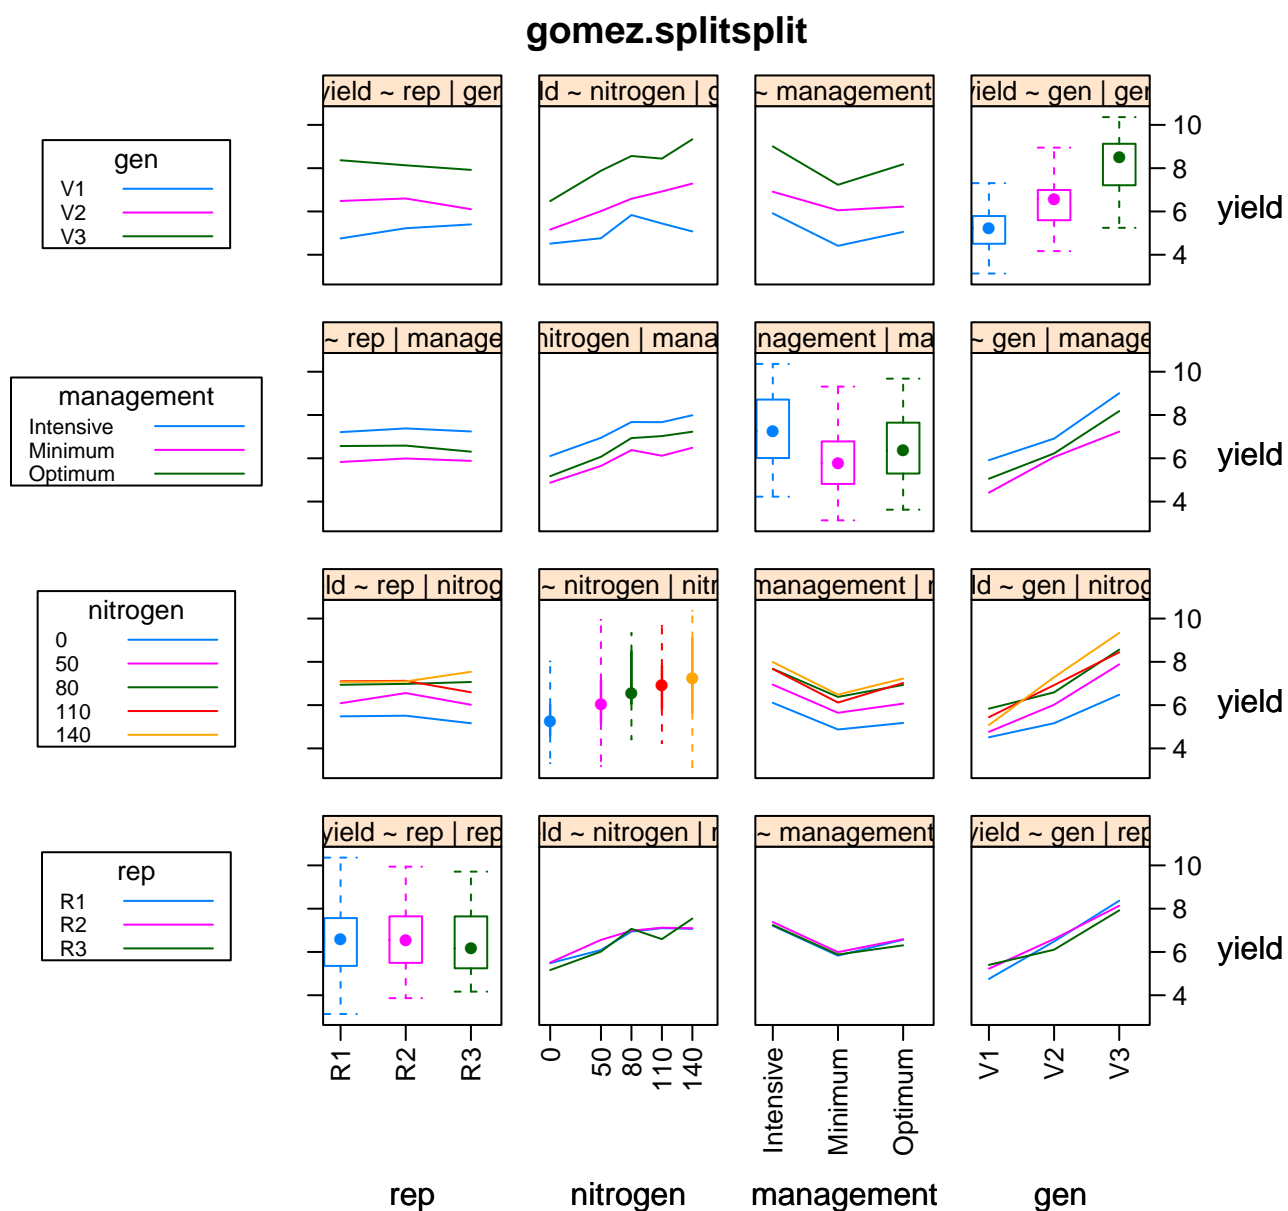 gomez.splitsplit
yield ~ rep | gen
ld ~ nitrogen | g
~ management
yield ~ gen | gen
gen
V1
V2
V3
10
8
6
4
yield
~ rep | manage
nitrogen | mana
nagement | ma
~ gen | manage
management
Intensive
Minimum
Optimum
10
8
6
4
yield
ld ~ rep | nitrog
~ nitrogen | nitr
management | r
ld ~ gen | nitrog
nitrogen
0
50
80
110
140
10
8
6
4
yield
yield ~ rep | rep
ld ~ nitrogen | r
~ management
yield ~ gen | rep
rep
R1
R2
R3
10
8
6
4
yield
R1 R2 R3
0 50 80 110 140
Intensive Minimum Optimum
V1 V2 V3
rep nitrogen management gen